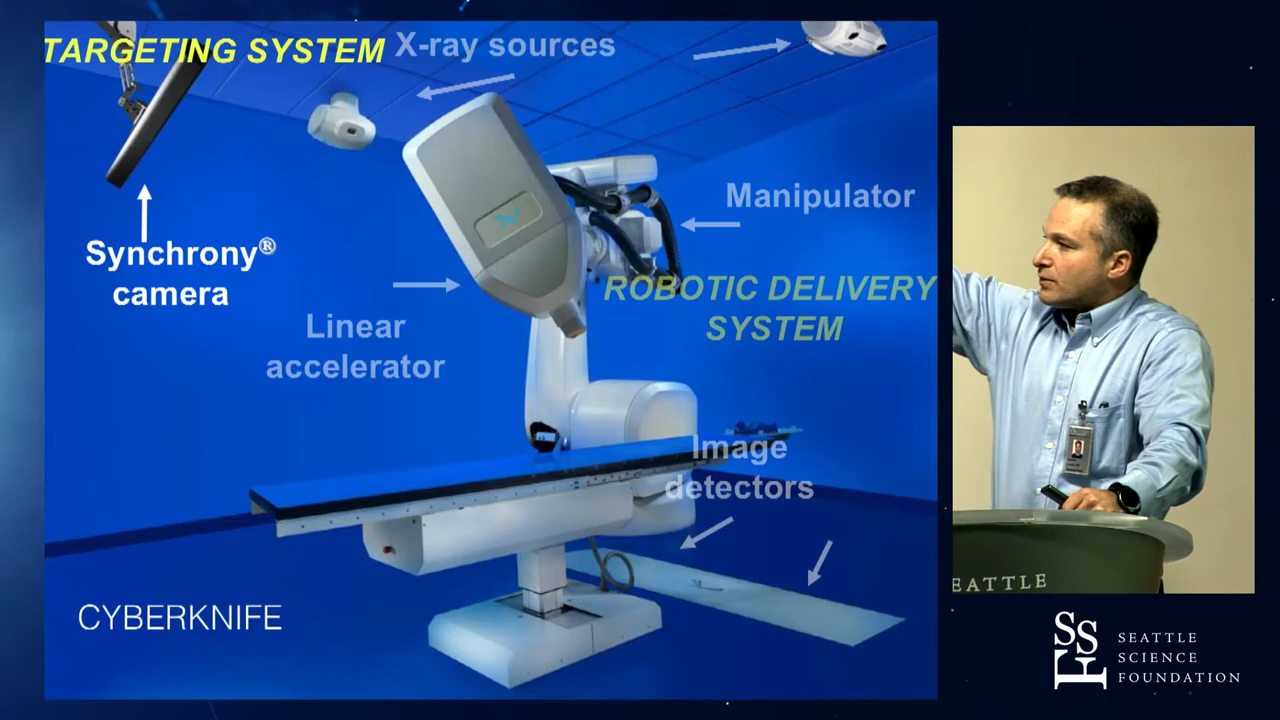 TARGETING SYSTEM
X-ray sources
Manipulator
Synchrony®
camera
ROBOTIC DELIVERY
SYSTEM
Linear
accelerator
Image
detectors
CYBERKNIFE
EATTLE
SSF
SEATTLE
SCIENCE
FOUNDATION